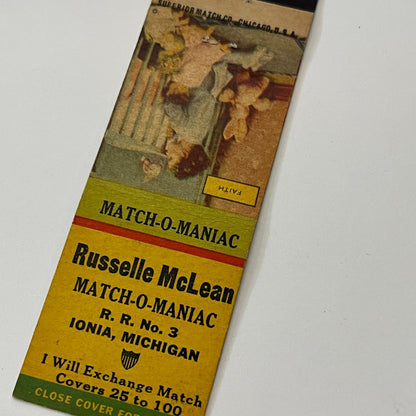 SUPERIOR MATCH CO., CHICAGO, U.S.A.
FAITH
MATCH-O-MANIAC
Russelle McLean
MATCH-O-MANIAC
R. R. No. 3
IONIA, MICHIGAN
I Will Exchange Match
Covers 25 to 100
CLOSE COVER FOR